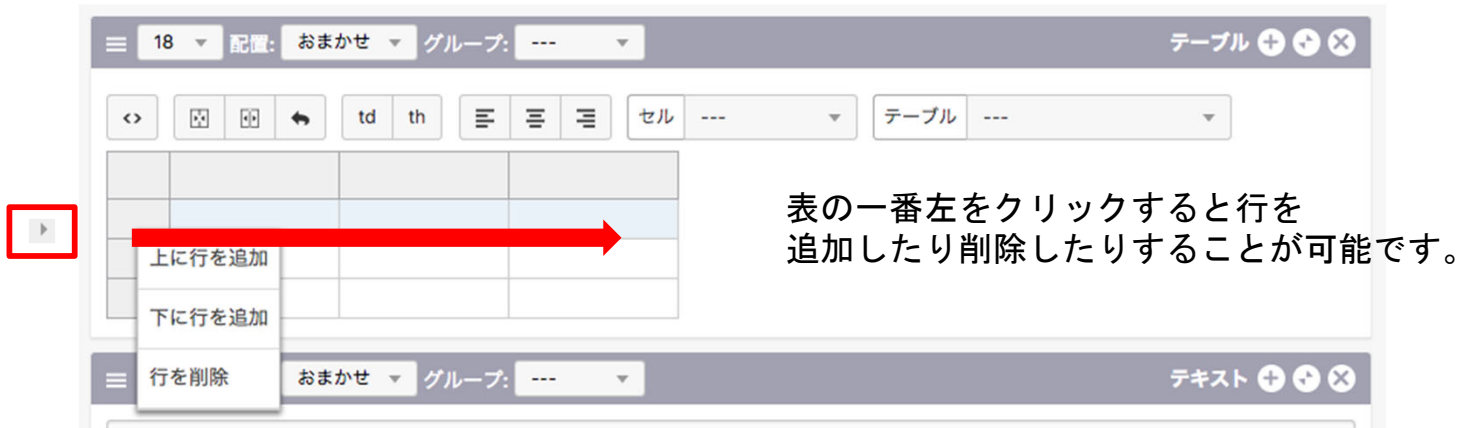 18 配置: おまかせ グループ: --- テーブル
<> td th セル --- テーブル ---
表の一番左をクリックすると行を
追加したり削除したりすることが可能です。
上に行を追加
下に行を追加
行を削除
おまかせ グループ: --- テキスト